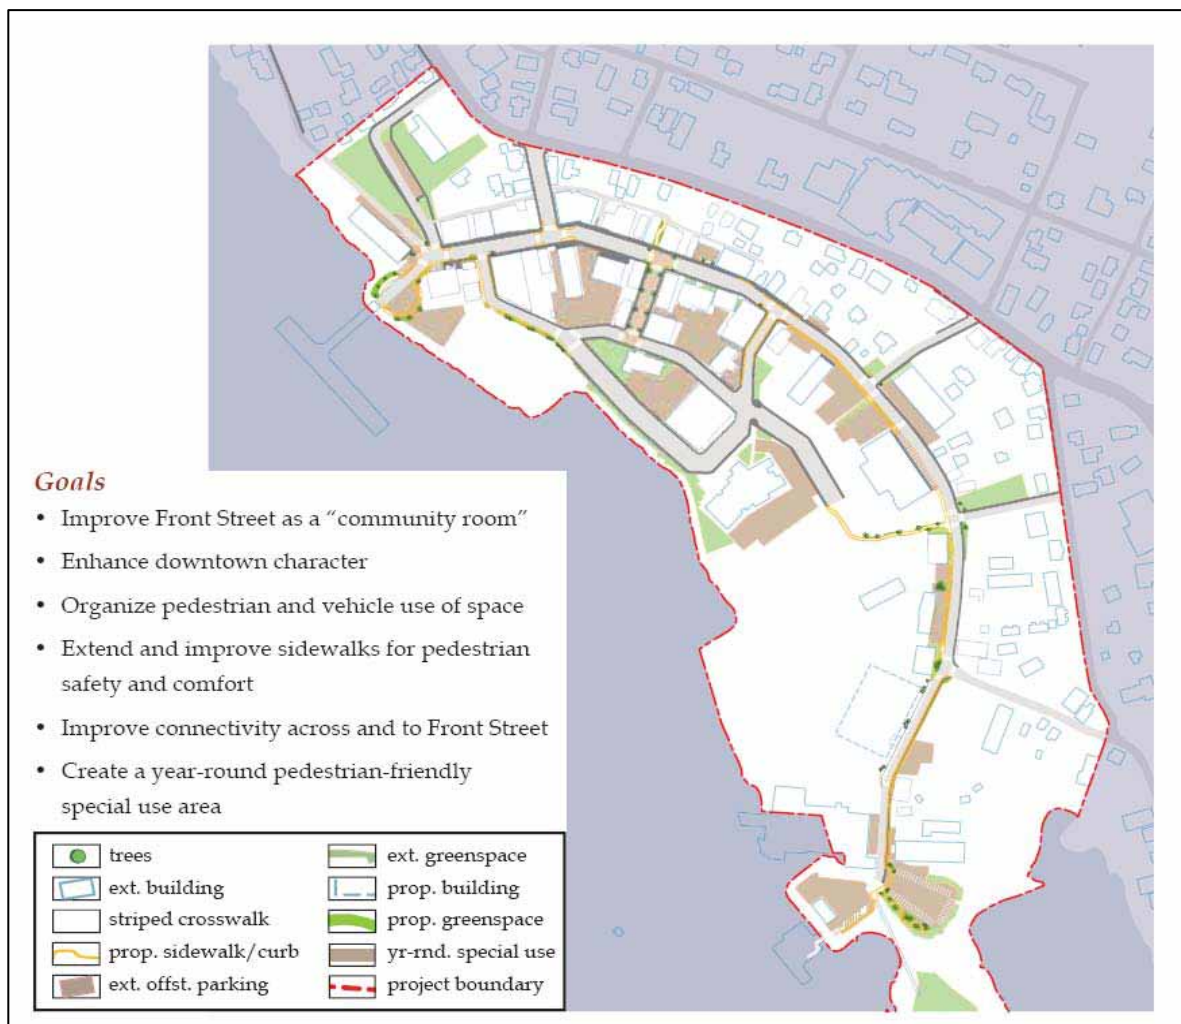 Goals
• Improve Front Street as a “community room”
• Enhance downtown character
• Organize pedestrian and vehicle use of space
• Extend and improve sidewalks for pedestrian
safety and comfort
• Improve connectivity across and to Front Street
• Create a year-round pedestrian-friendly
special use area
trees
ext. building
striped crosswalk
prop. sidewalk/curb
ext. offst. parking
ext. greenspace
prop. building
prop. greenspace
yr-rnd. special use
project boundary